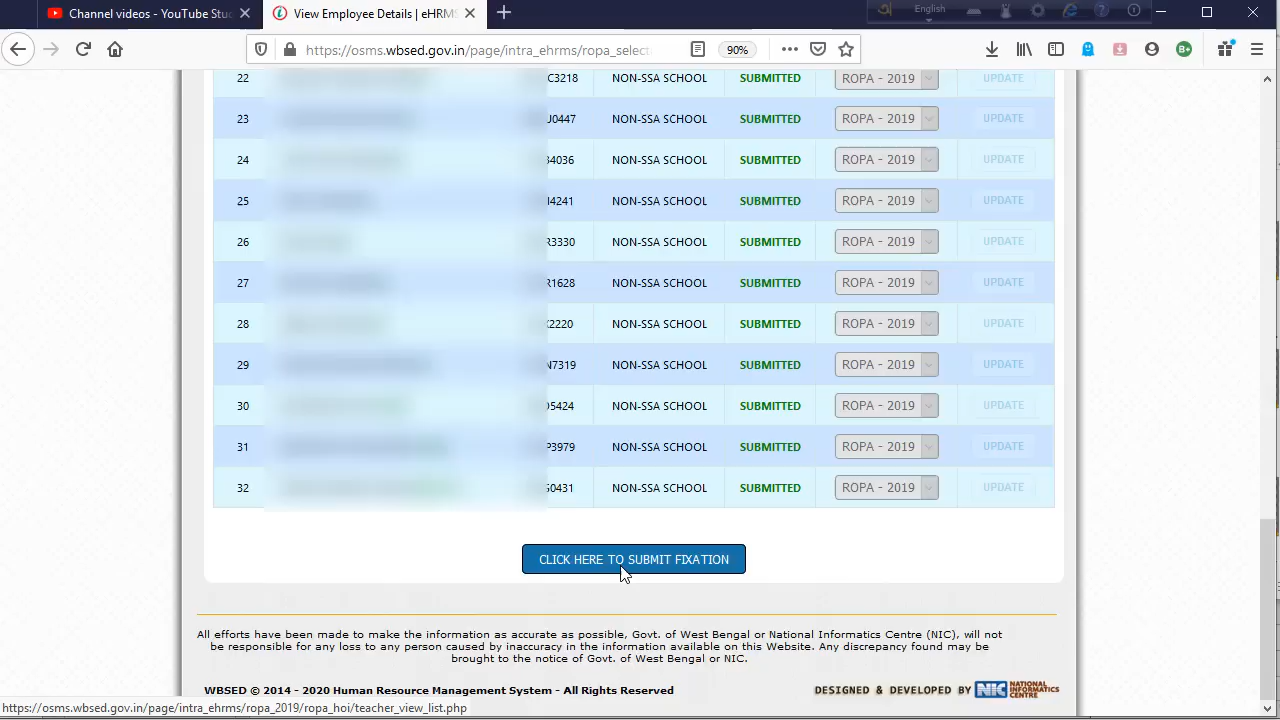 Channel videos - YouTube Stu
View Employee Details | eHRMS
English
https://osms.wbsed.gov.in/page/intra_ehrms/ropa_select
90%
22 C3218 NON-SSA SCHOOL SUBMITTED ROPA - 2019 UPDATE
23 J0447 NON-SSA SCHOOL SUBMITTED ROPA - 2019 UPDATE
24 4036 NON-SSA SCHOOL SUBMITTED ROPA - 2019 UPDATE
25 4241 NON-SSA SCHOOL SUBMITTED ROPA - 2019 UPDATE
26 R3330 NON-SSA SCHOOL SUBMITTED ROPA - 2019 UPDATE
27 R1628 NON-SSA SCHOOL SUBMITTED ROPA - 2019 UPDATE
28 2220 NON-SSA SCHOOL SUBMITTED ROPA - 2019 UPDATE
29 N7319 NON-SSA SCHOOL SUBMITTED ROPA - 2019 UPDATE
30 5424 NON-SSA SCHOOL SUBMITTED ROPA - 2019 UPDATE
31 P3979 NON-SSA SCHOOL SUBMITTED ROPA - 2019 UPDATE
32 0431 NON-SSA SCHOOL SUBMITTED ROPA - 2019 UPDATE
CLICK HERE TO SUBMIT FIXATION
All efforts have been made to make the information as accurate as possible, Govt. of West Bengal or National Informatics Centre (NIC), will not
be responsible for any loss to any person caused by inaccuracy in the information available on this Website. Any discrepancy found may be
brought to the notice of Govt. of West Bengal or NIC.
WBSED © 2014 - 2020 Human Resource Management System - All Rights Reserved
DESIGNED & DEVELOPED BY NIC NATIONAL INFORMATICS CENTRE
https://osms.wbsed.gov.in/page/intra_ehrms/ropa_2019/ropa_hoi/teacher_view_list.php